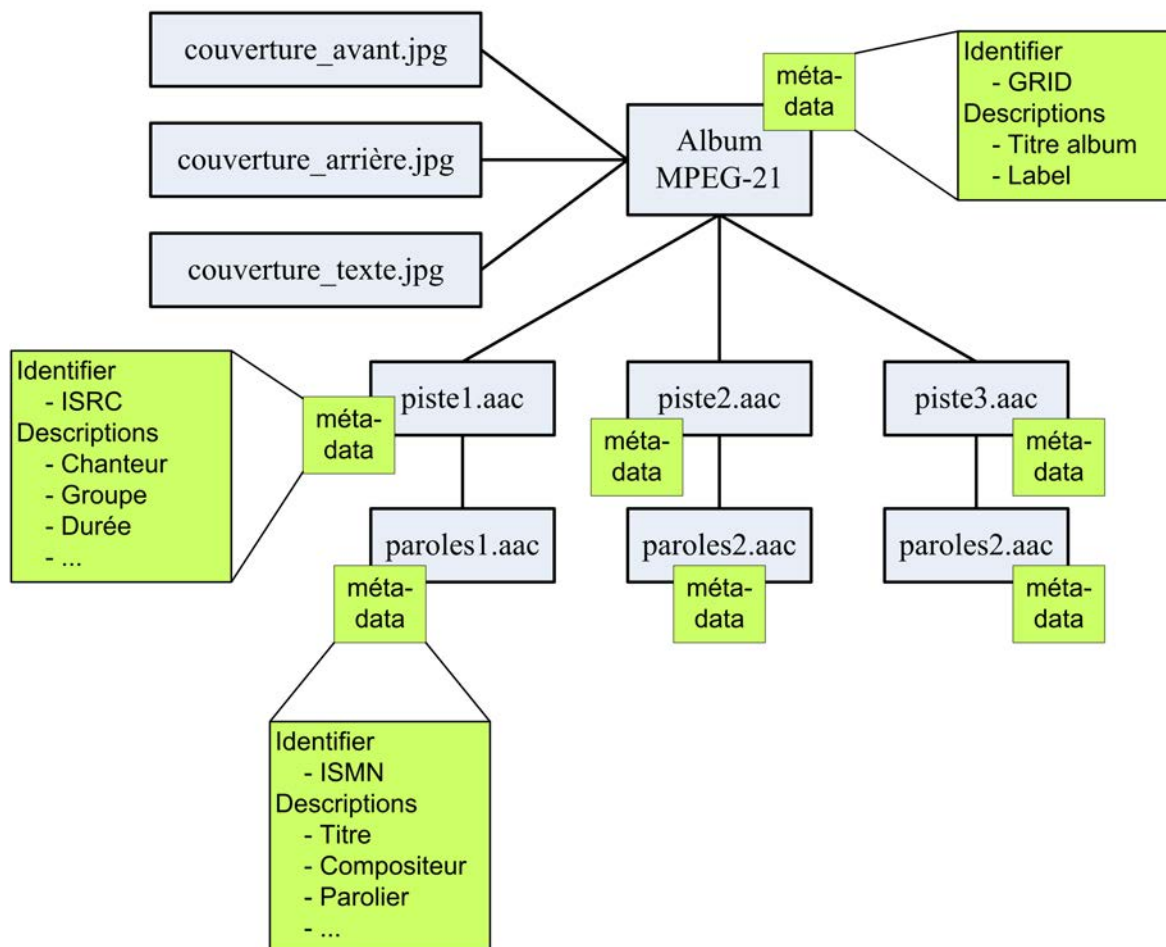 couverture_avant.jpg
couverture_arrière.jpg
couverture_texte.jpg
Album
MPEG-21
méta-
data
Identifier
- GRID
Descriptions
- Titre album
- Label
Identifier
- ISRC
Descriptions
- Chanteur
- Groupe
- Durée
- ...
piste1.aac
méta-
data
piste2.aac
méta-
data
piste3.aac
méta-
data
paroles1.aac
méta-
data
paroles2.aac
méta-
data
paroles2.aac
méta-
data
Identifier
- ISMN
Descriptions
- Titre
- Compositeur
- Parolier
- ...